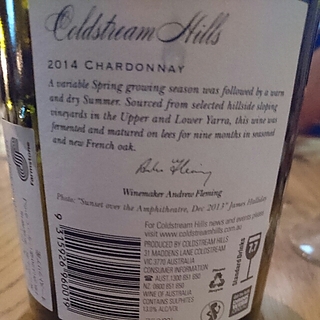 Coldstream Hills
2014 CHARDONNAY
A variable Spring growing season was followed by a warm
and dry Summer. Sourced from selected hillside sloping
vineyards in the Upper and Lower Yarra, this wine was
fermented and matured on lees for nine months in seasoned
and new French oak.
Winemaker Andrew Fleming
Photo: "Sunset over the Amphitheatre, Dec 2013" James Halliday
For Coldstream Hills news and events please
visit www.coldstreamhills.com.au
PRODUCED BY COLDSTREAM HILLS
31 MADDENS LANE COLDSTREAM
VIC 3770 AUSTRALIA
CONSUMER INFORMATION
AUST 1300 651 650
NZ 0800 651 650
WINE OF AUSTRALIA
CONTAINS SULPHITES
Standard Drinks